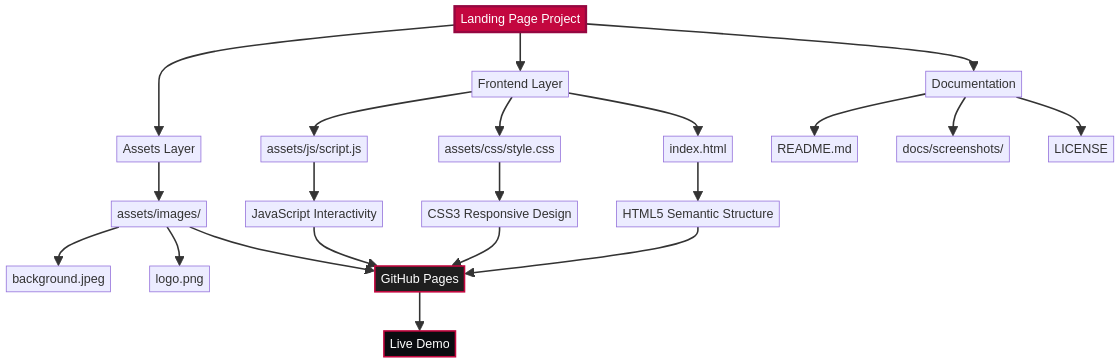 Landing Page Project
Frontend Layer
Documentation
Assets Layer
assets/js/script.js
assets/css/style.css
index.html
README.md
docs/screenshots/
LICENSE
assets/images/
JavaScript Interactivity
CSS3 Responsive Design
HTML5 Semantic Structure
background.jpeg
logo.png
GitHub Pages
Live Demo